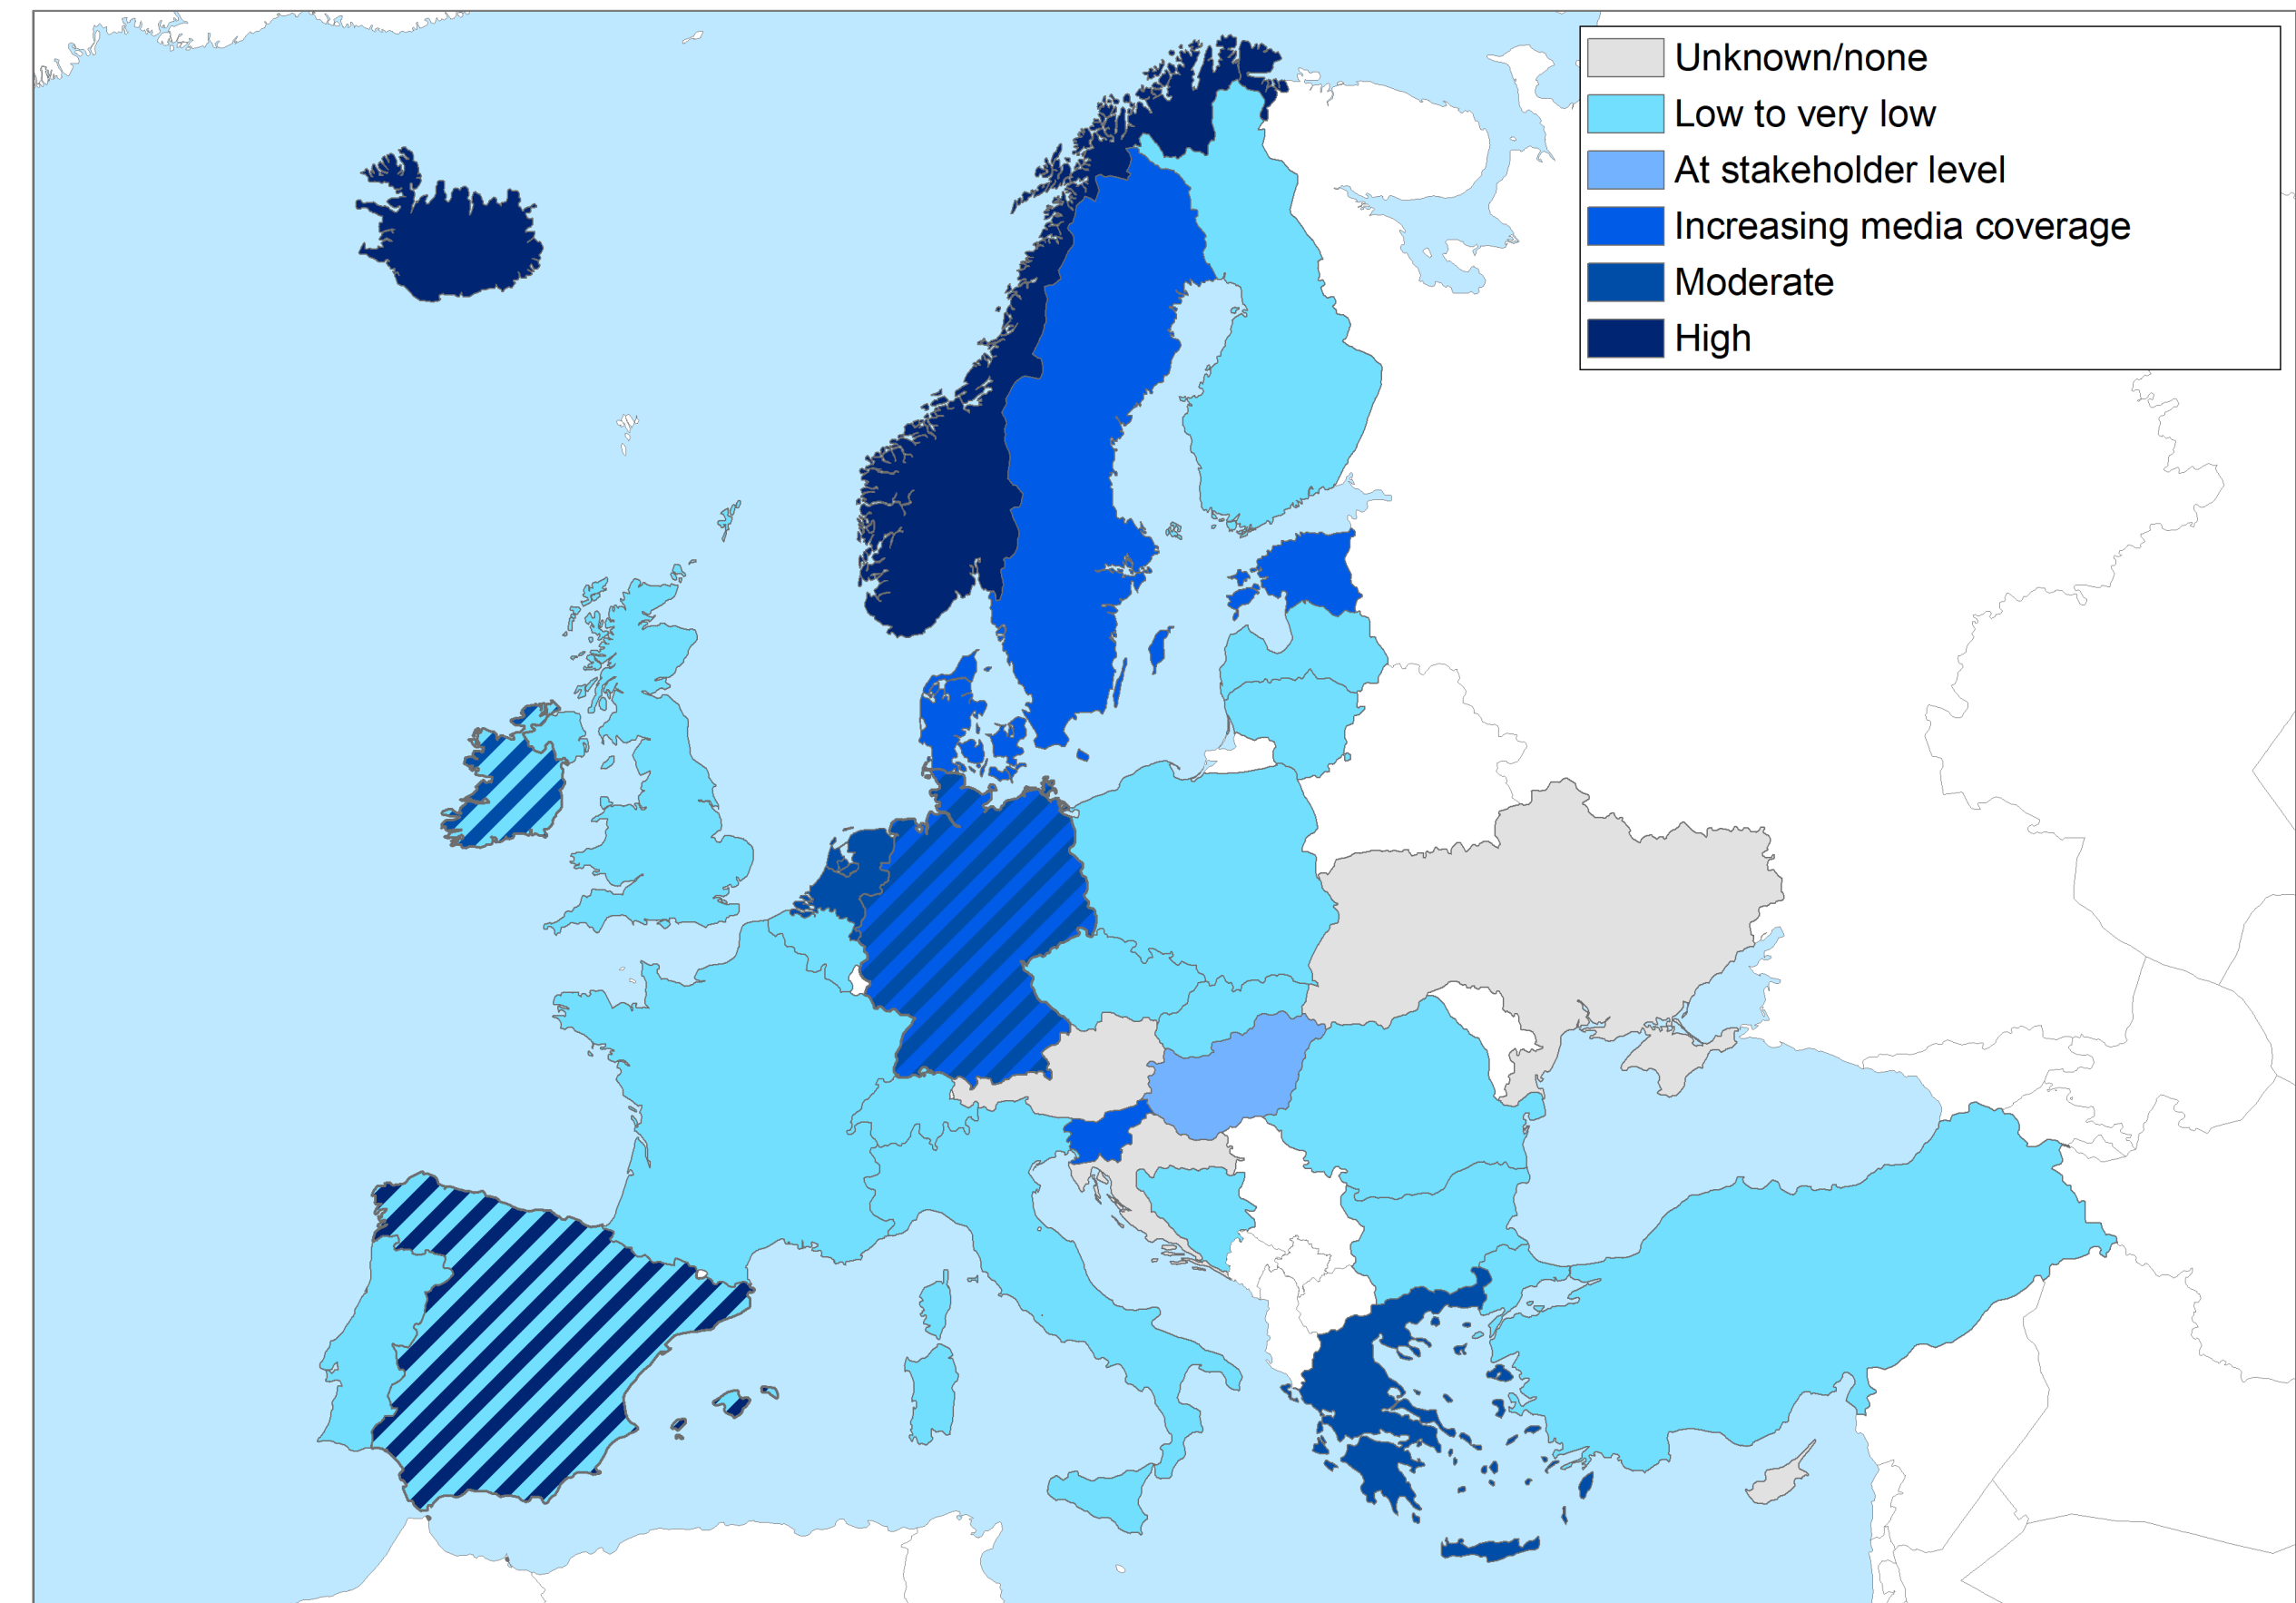 Unknown/none
Low to very low
At stakeholder level
Increasing media coverage
Moderate
High